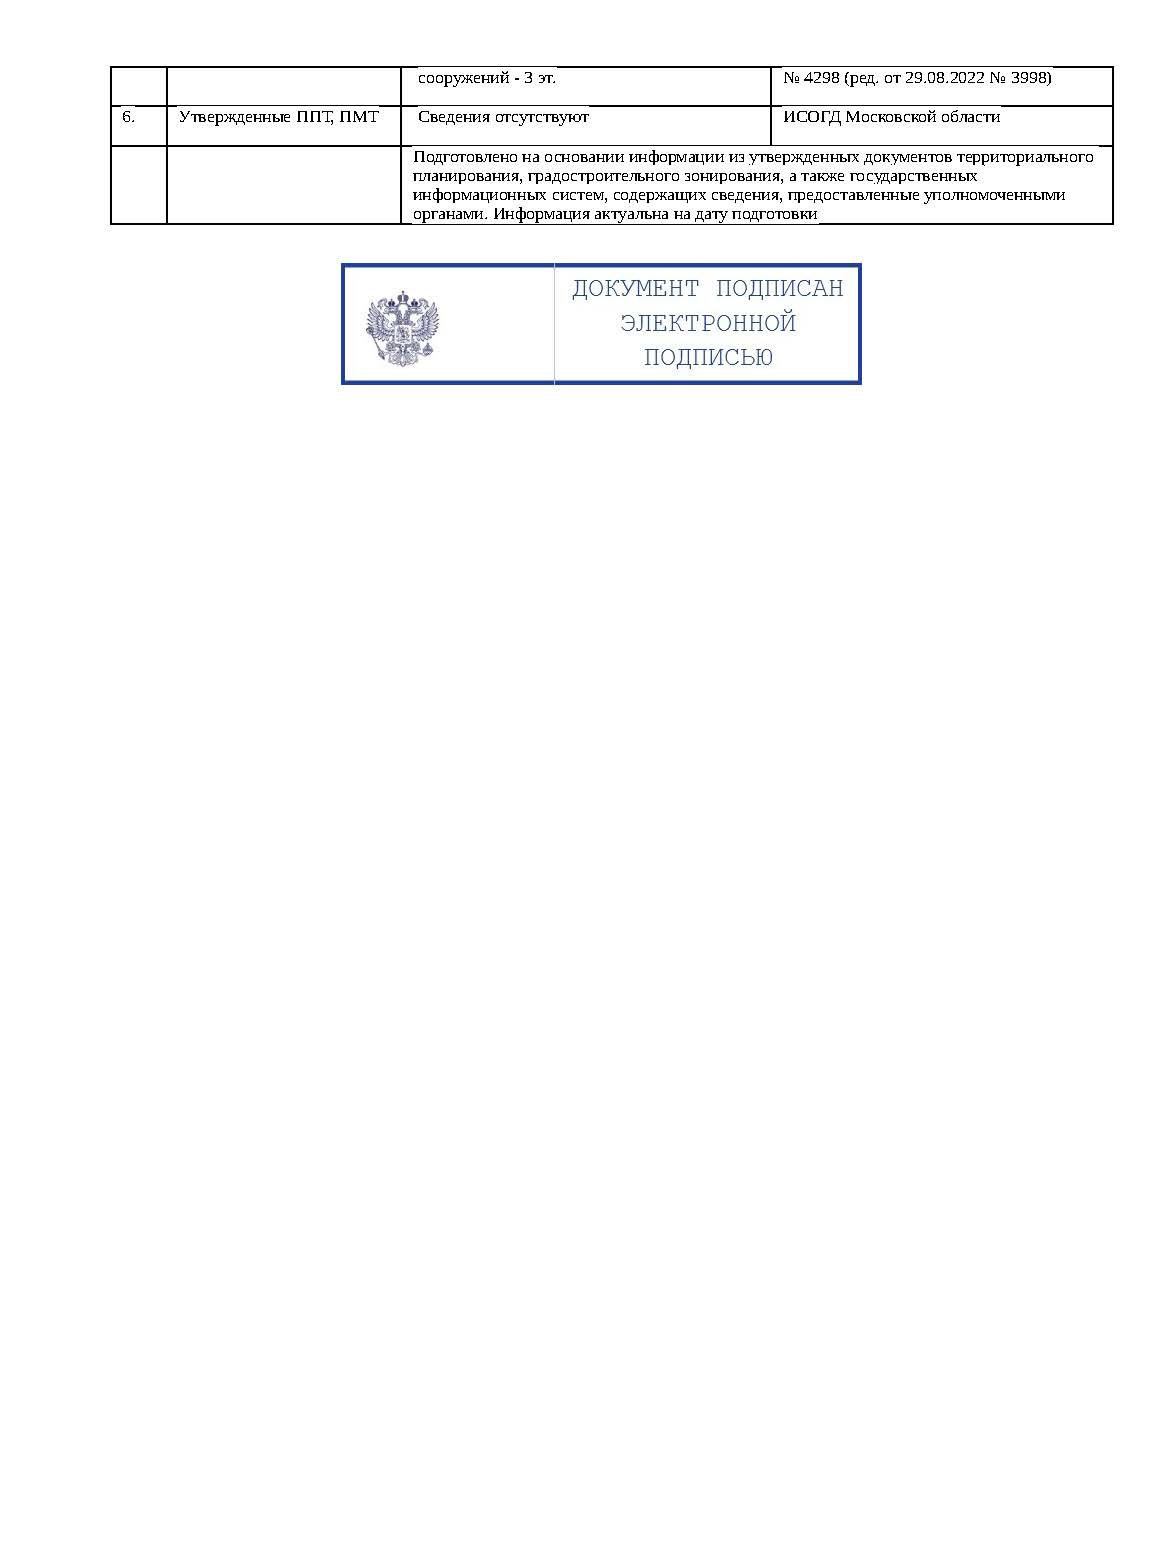 сооружений - 3 эт.
№ 4298 (ред. от 29.08.2022 № 3998)
6.
Утвержденные ППТ, ПМТ
Сведения отсутствуют
ИСОГД Московской области
Подготовлено на основании информации из утвержденных документов территориального
планирования, градостроительного зонирования, а также государственных
информационных систем, содержащих сведения, предоставленные уполномоченными
органами. Информация актуальна на дату подготовки
ДОКУМЕНТ ПОДПИСАН
ЭЛЕКТРОННОЙ
ПОДПИСЬЮ